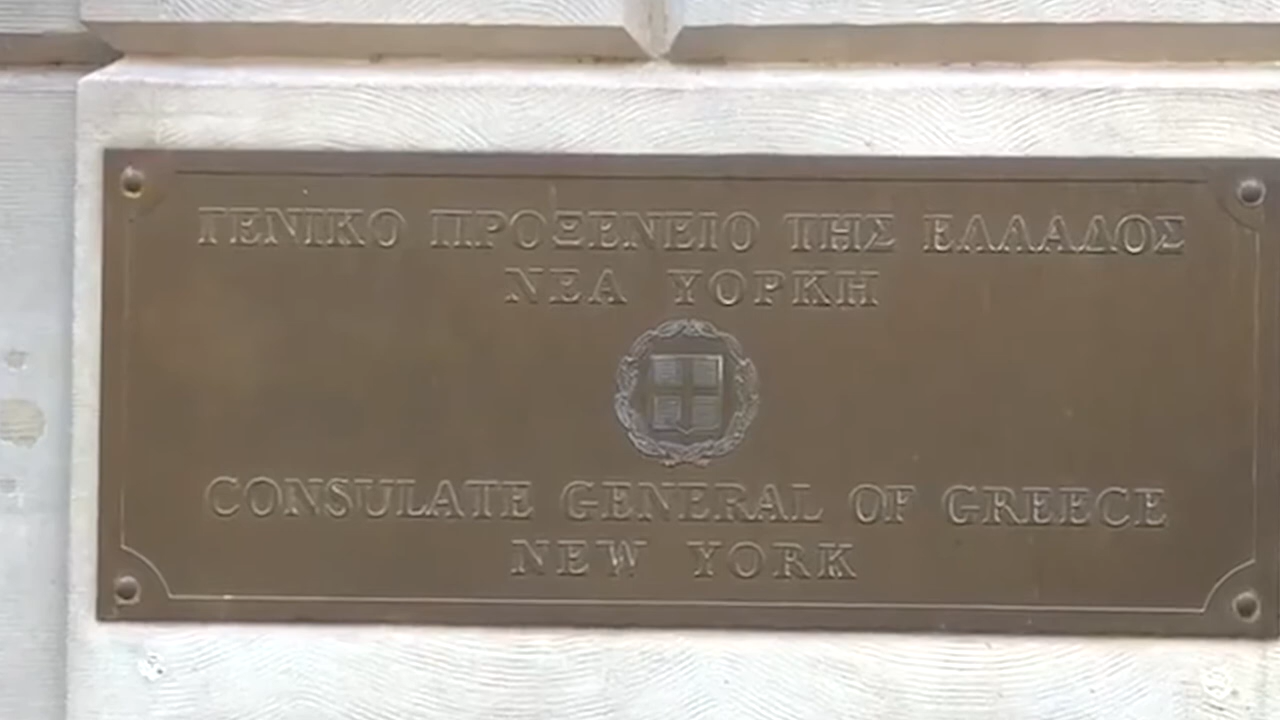 ΓΕΝΙΚΟ ΠΡΟΞΕΝΕΙΟ ΤΗΣ ΕΛΛΑΔΟΣ
ΝΕΑ ΥΟΡΚΗ
CONSULATE GENERAL OF GREECE
NEW YORK